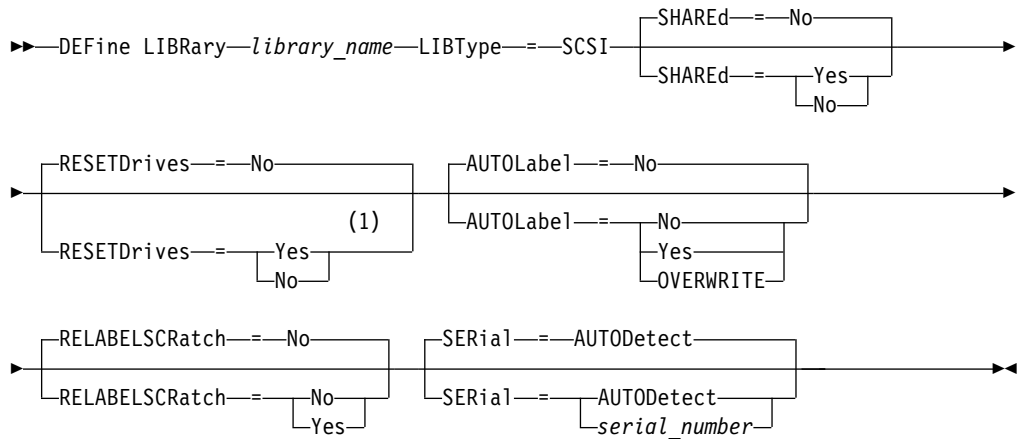 SHAREd = No
DEFine LIBRary library_name LIBType = SCSI
SHAREd = Yes
No
RESETDrives = No AUTOLabel = No
(1)
RESETDrives = Yes AUTOLabel = No
No Yes
OVERWRITE
RELABELSCRatch = No SERial = AUTODetect
RELABELSCRatch = No SERial = AUTODetect
Yes serial_number